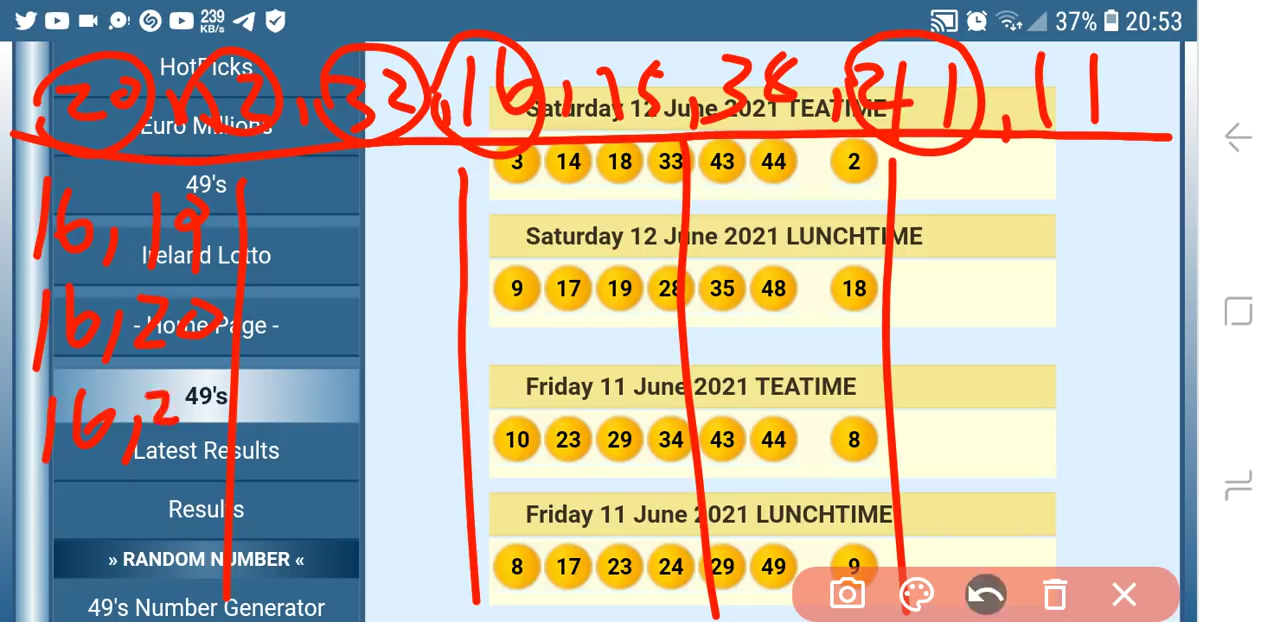 239
KB/s
37% 20:53
HotPicks
20, 12, 32, 16, 15, 38, 21, 11
Euro Millions
49's
Ireland Lotto
- Home Page -
49's
Latest Results
Results
» RANDOM NUMBER «
49's Number Generator
16, 19
16, 20
16, 2
Saturday 12 June 2021 TEATIME
3 14 18 33 43 44 2
Saturday 12 June 2021 LUNCHTIME
9 17 19 28 35 48 18
Friday 11 June 2021 TEATIME
10 23 29 34 43 44 8
Friday 11 June 2021 LUNCHTIME
8 17 23 24 29 49 9